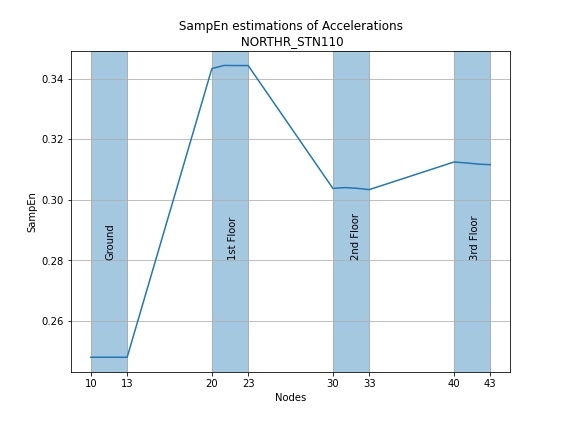 SampEn estimations of Accelerations
NORTHR_STN110
SampEn
0.34
0.32
0.30
0.28
0.26
Ground
1st Floor
2nd Floor
3rd Floor
10 13 20 23 30 33 40 43
Nodes